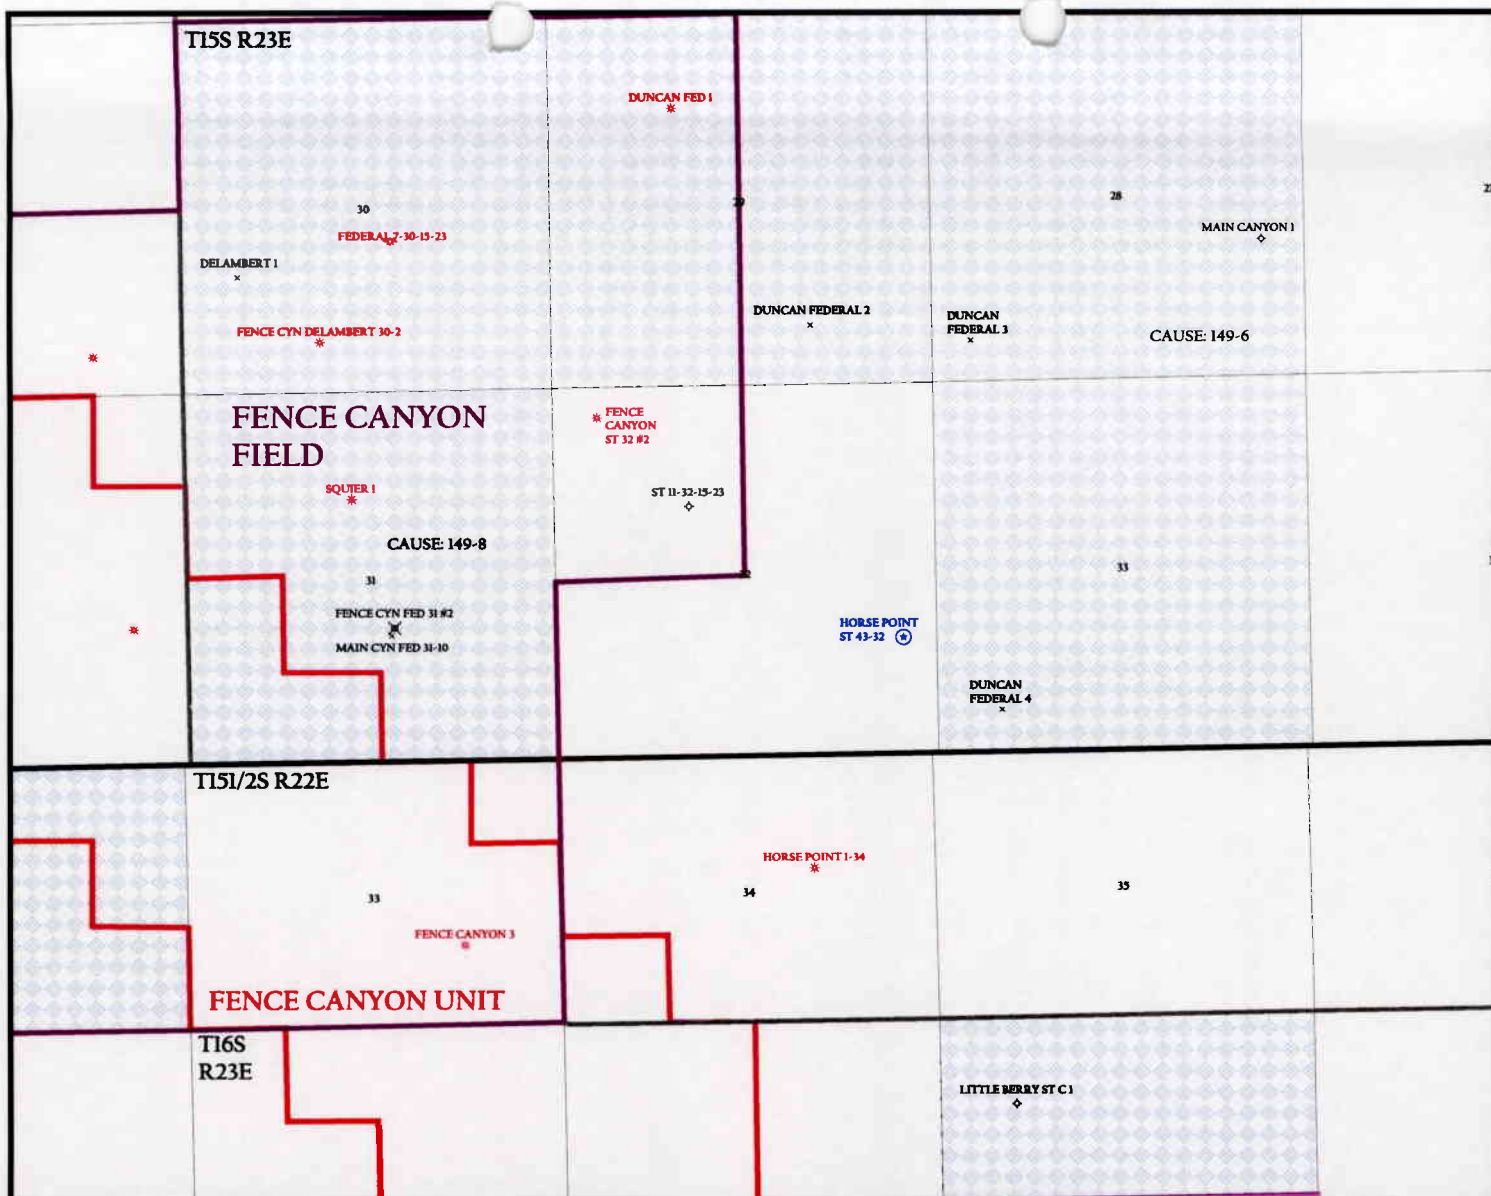 T15S R23E
DUNCAN FED 1
30
29
28
FEDERAL 7-30-15-23
MAIN CANYON 1
DELAMBERT 1
DUNCAN FEDERAL 2
DUNCAN
FEDERAL 3
FENCE CYN DELAMBERT 30-2
CAUSE: 149-6
FENCE CANYON
FIELD
FENCE
CANYON
ST 32 #2
SQUIER 1
ST 11-32-15-23
CAUSE: 149-8
31
32
33
FENCE CYN FED 31 #2
MAIN CYN FED 31-10
HORSE POINT
ST 43-32
DUNCAN
FEDERAL 4
T151/2S R22E
HORSE POINT 1-34
33
34
35
FENCE CANYON 3
FENCE CANYON UNIT
T16S
R23E
LITTLE BERRY ST C 1